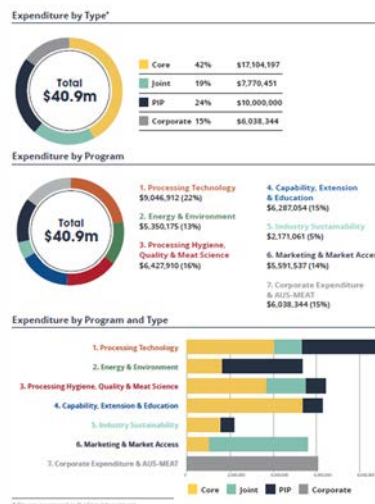 Expenditure by Type*
Total
$40.9m
Core 42% $17,104,197
Joint 19% $7,770,451
PIP 24% $10,000,000
Corporate 15% $6,038,344
Expenditure by Program
Total
$40.9m
1. Processing Technology
$9,046,912 (22%)
2. Energy & Environment
$5,350,175 (13%)
3. Processing Hygiene,
Quality & Meat Science
$6,427,910 (16%)
4. Capability, Extension
& Education
$6,287,054 (15%)
5. Industry Sustainability
$2,171,061 (5%)
6. Marketing & Market Access
$5,591,537 (14%)
7. Corporate Expenditure
& AUS-MEAT
$6,038,344 (15%)
Expenditure by Program and Type
1. Processing Technology
2. Energy & Environment
3. Processing Hygiene, Quality & Meat Science
4. Capability, Extension & Education
5. Industry Sustainability
6. Marketing & Market Access
7. Corporate Expenditure & AUS-MEAT
Core Joint PIP Corporate